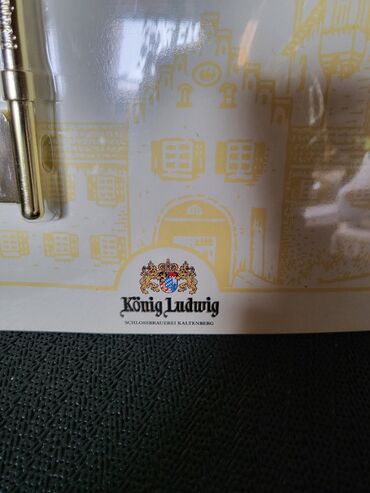 König Ludwig
SCHLOSSBRAUEREI KALTENBERG